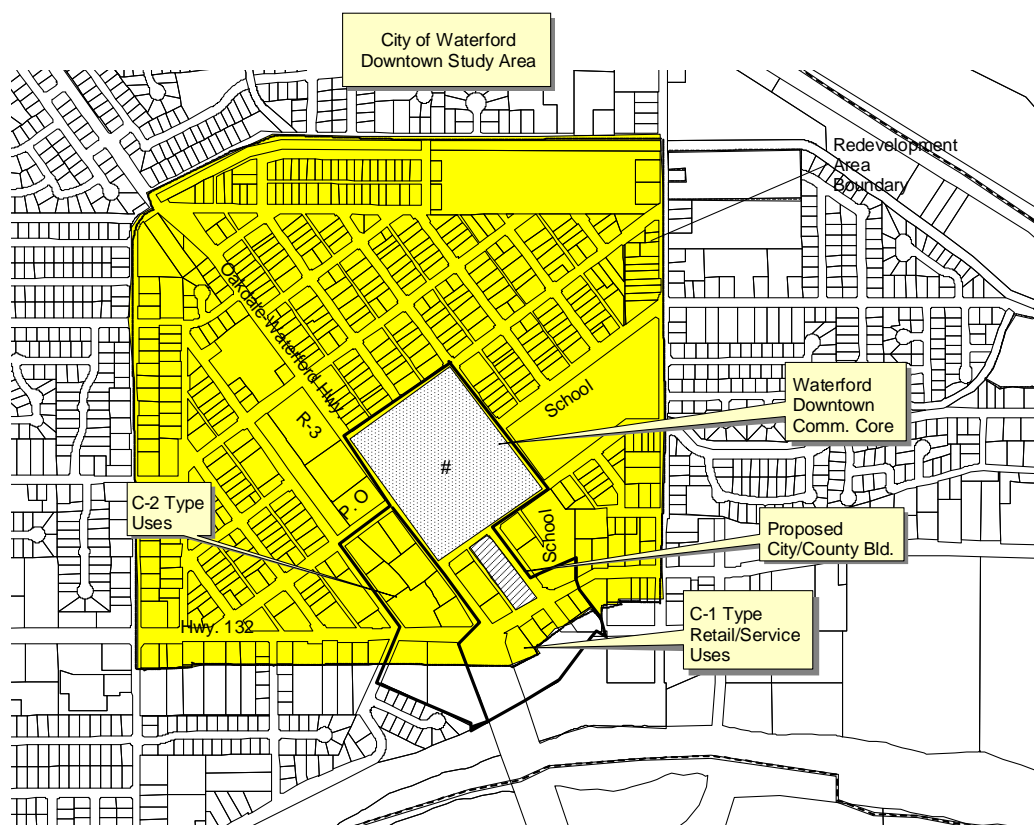 City of Waterford
Downtown Study Area
Redevelopment
Area
Boundary
Oakdale-Waterford Hwy.
Waterford
Downtown
Comm. Core
School
R-3
#
P. O
C-2 Type
Uses
School
Proposed
City/County Bld.
C-1 Type
Retail/Service
Uses
Hwy. 132